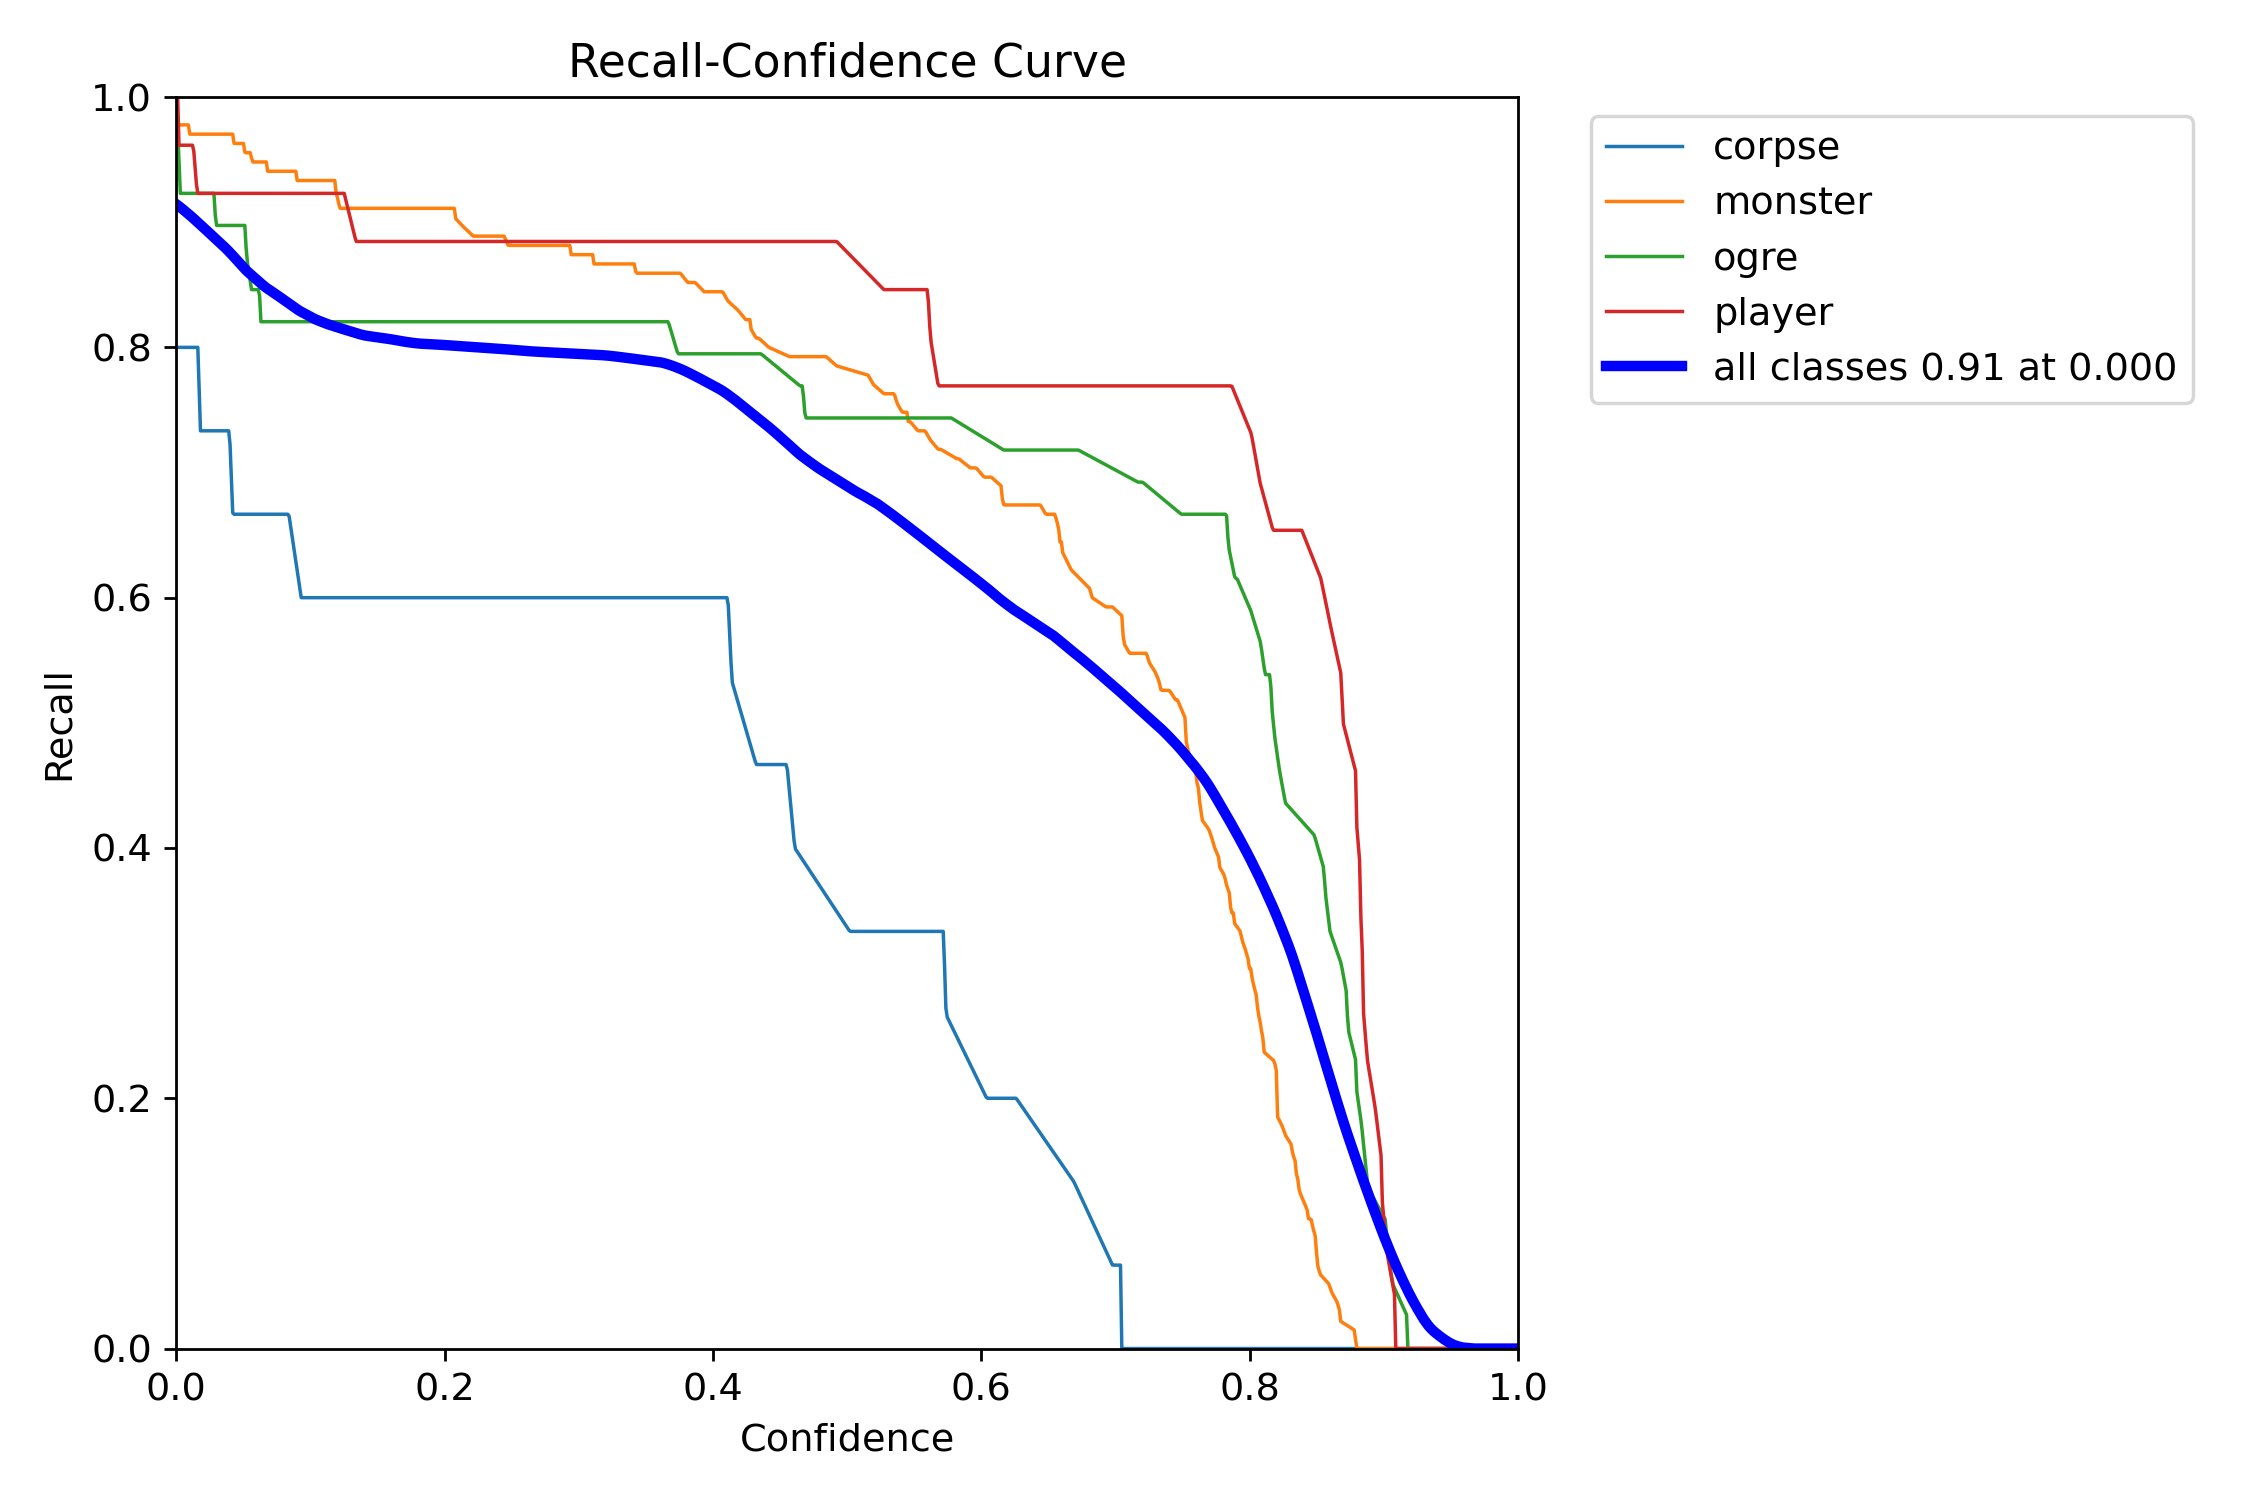 Recall-Confidence Curve
1.0
0.8
0.6
0.4
0.2
0.0
Recall
0.0 0.2 0.4 0.6 0.8 1.0
Confidence
corpse
monster
ogre
player
all classes 0.91 at 0.000